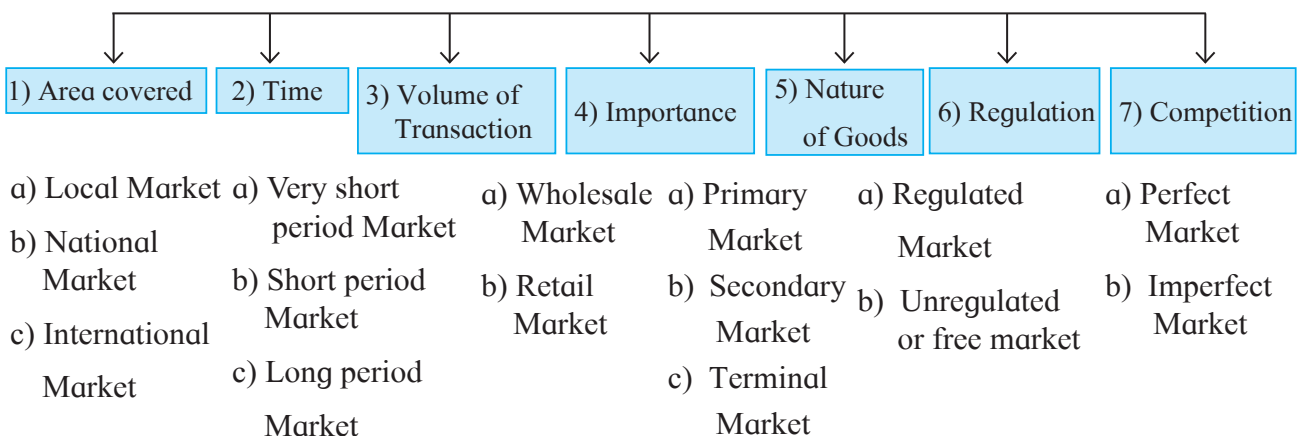 1) Area covered
2) Time
3) Volume of
Transaction
4) Importance
5) Nature
of Goods
6) Regulation
7) Competition
a) Local Market
b) National
Market
c) International
Market
a) Very short
period Market
b) Short period
Market
c) Long period
Market
a) Wholesale
Market
b) Retail
Market
a) Primary
Market
b) Secondary
Market
c) Terminal
Market
a) Regulated
Market
b) Unregulated
or free market
a) Perfect
Market
b) Imperfect
Market